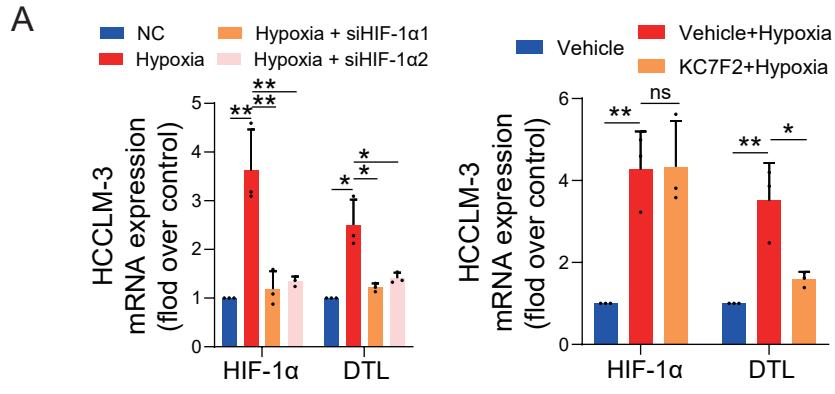 A
NC
Hypoxia + siHIF-1α1
Hypoxia
Hypoxia + siHIF-1α2
HCCLM-3
mRNA expression
(flod over control)
5
4
3
2
1
0
**
**
**
*
*
*
HIF-1α
DTL
Vehicle
Vehicle+Hypoxia
KC7F2+Hypoxia
HCCLM-3
mRNA expression
(flod over control)
6
4
2
0
**
ns
**
*
HIF-1α
DTL